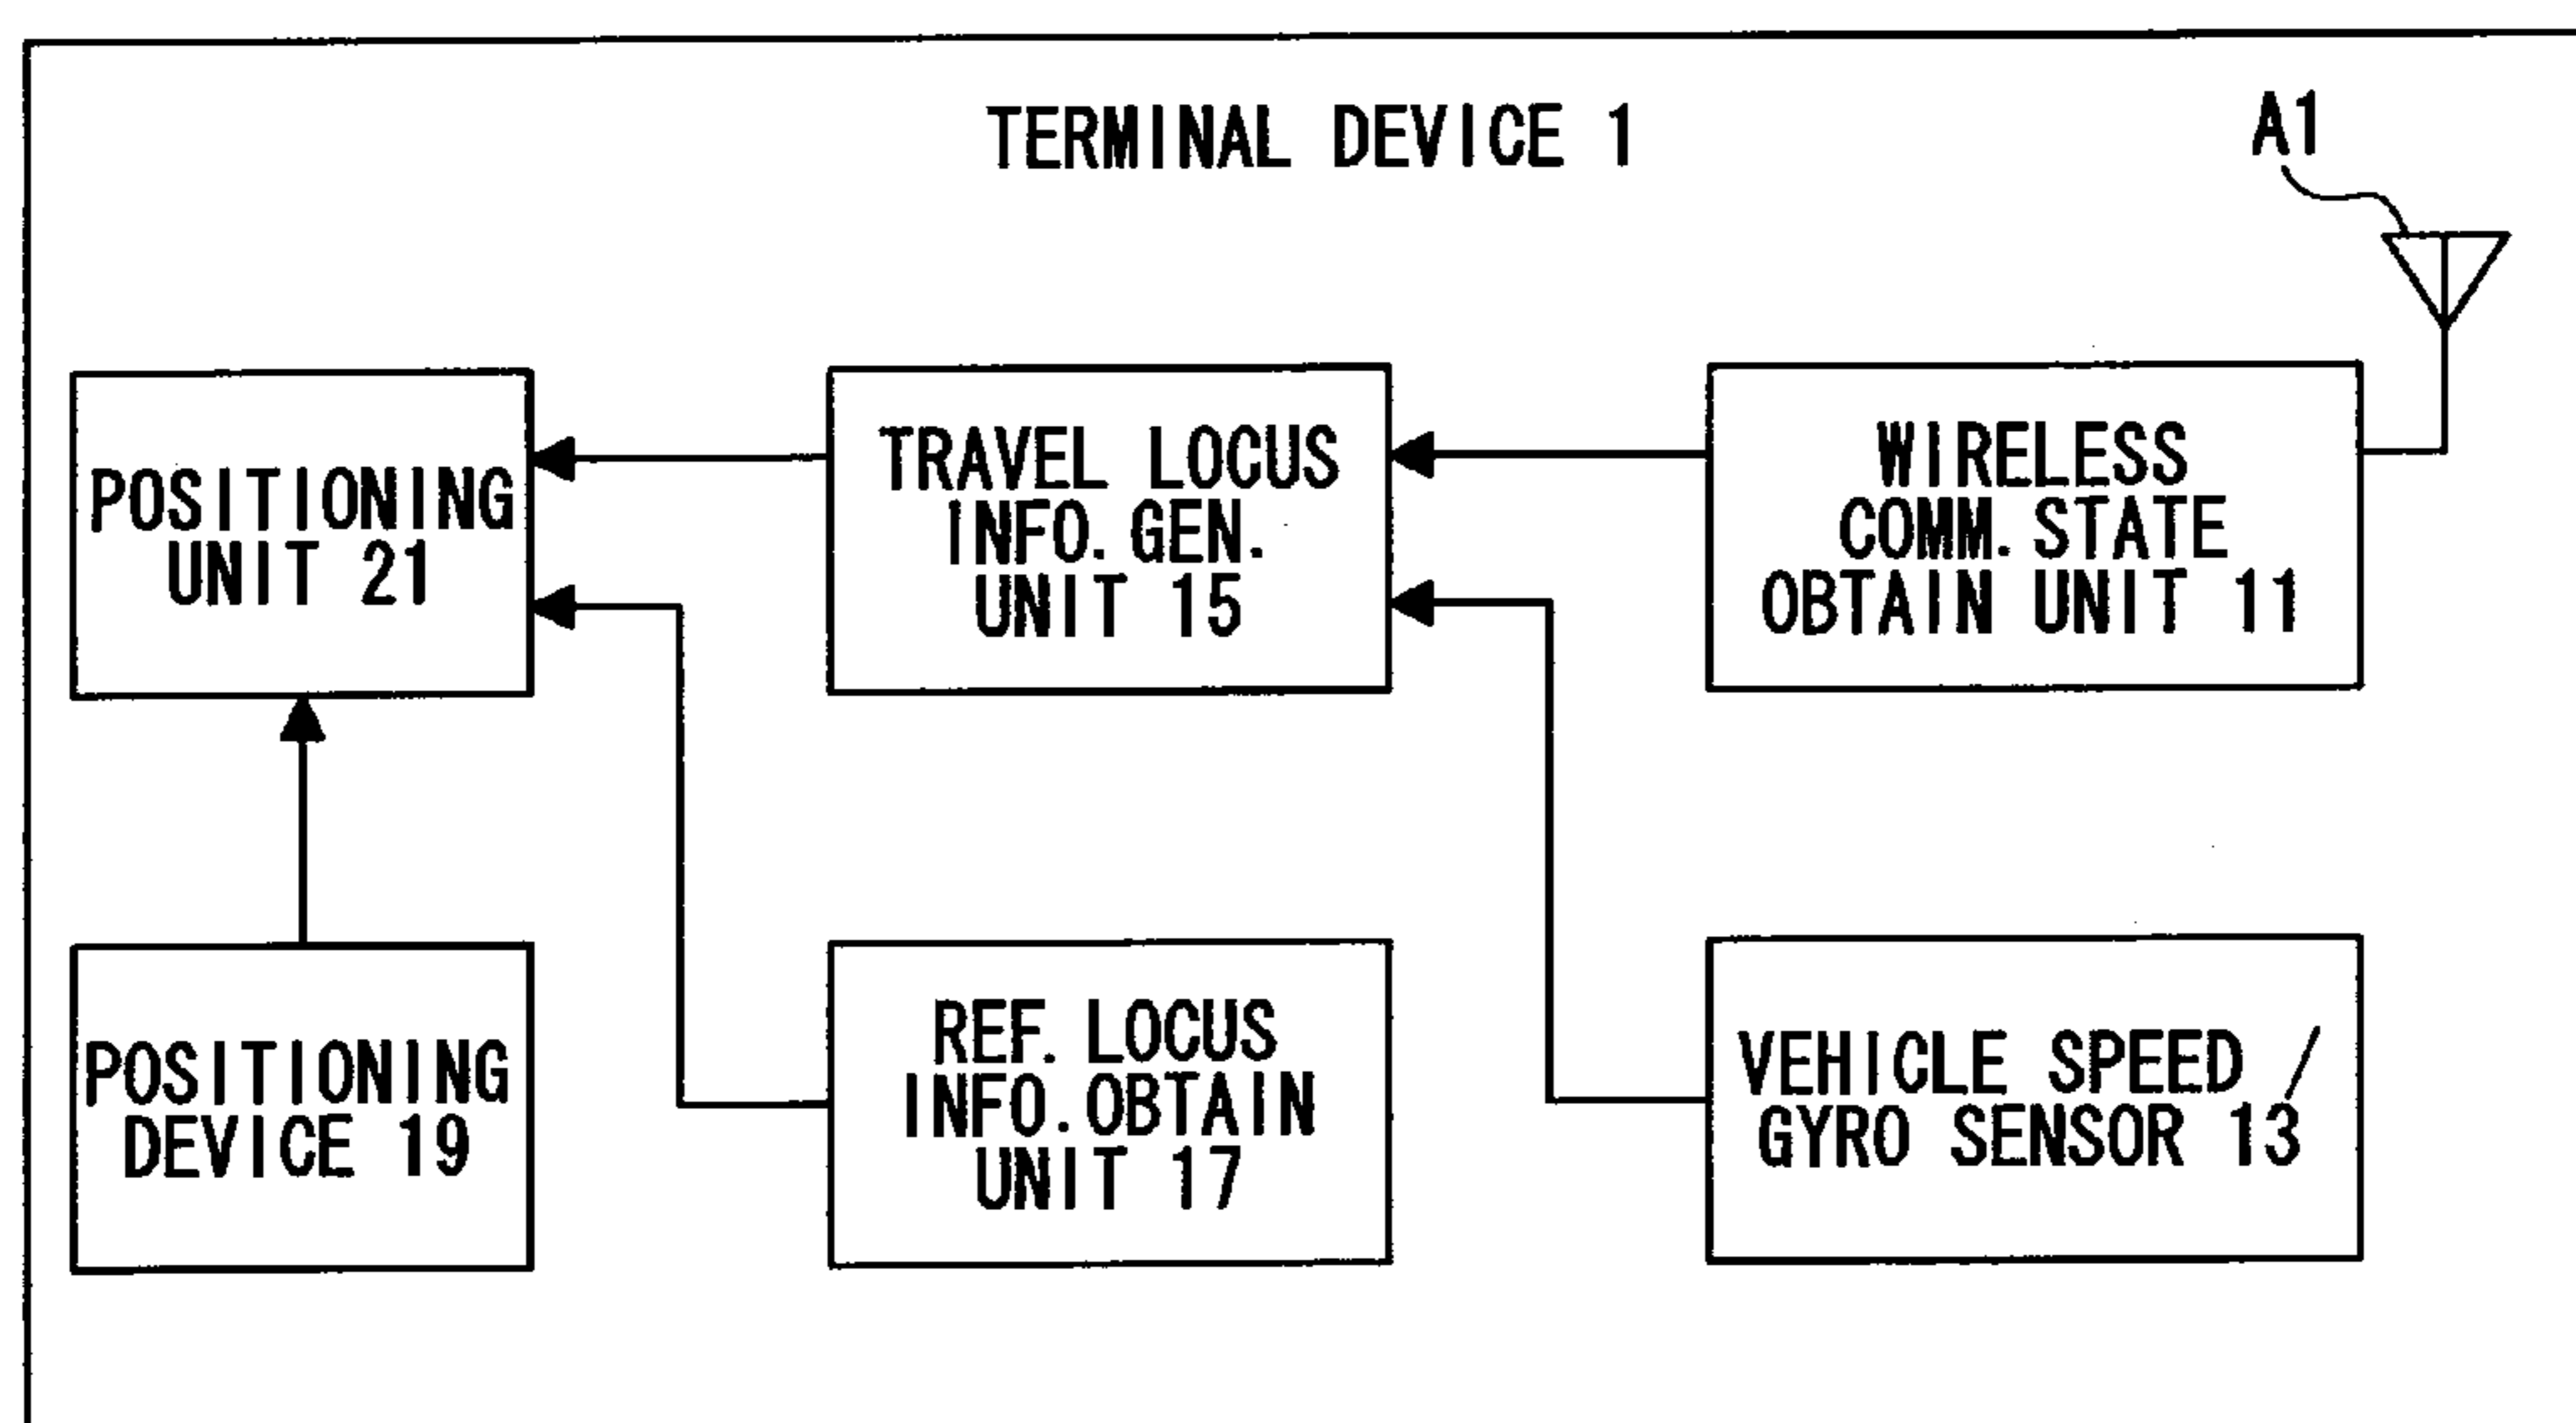 TERMINAL DEVICE 1
A1
POSITIONING
UNIT 21
TRAVEL LOCUS
INFO. GEN.
UNIT 15
WIRELESS
COMM. STATE
OBTAIN UNIT 11
POSITIONING
DEVICE 19
REF. LOCUS
INFO. OBTAIN
UNIT 17
VEHICLE SPEED /
GYRO SENSOR 13